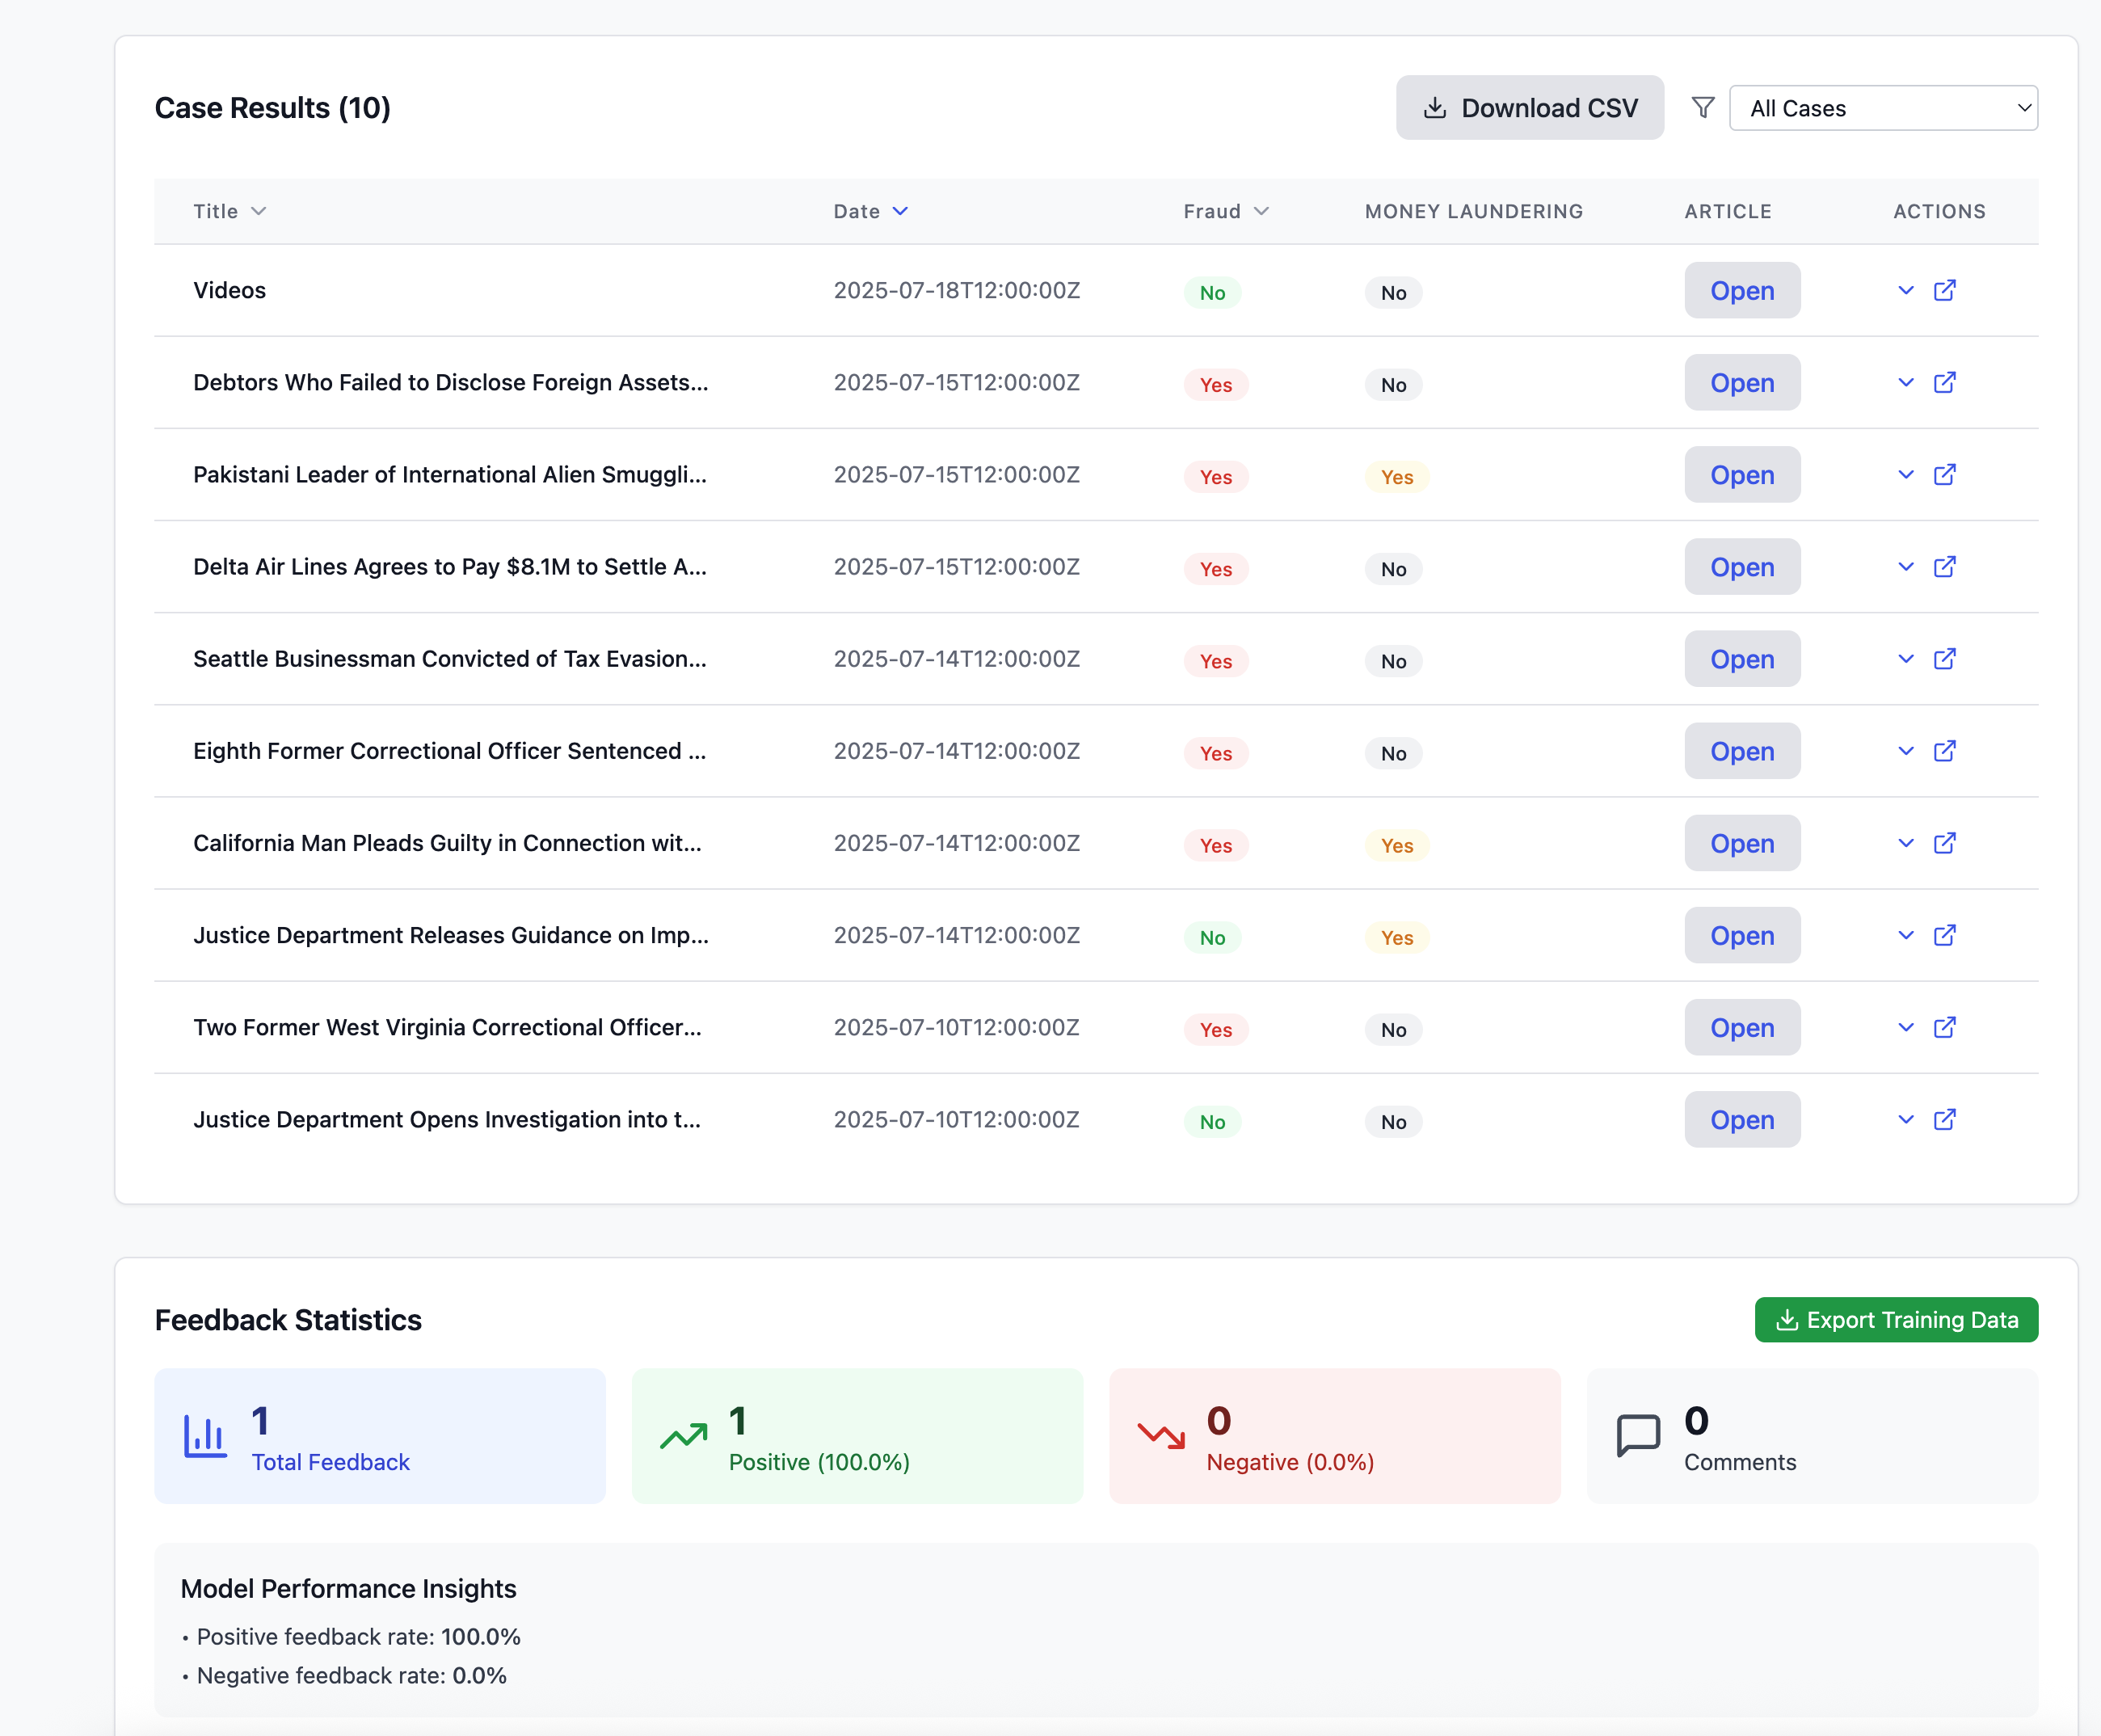 Case Results (10)
Download CSV
All Cases
Title Date Fraud MONEY LAUNDERING ARTICLE ACTIONS
Videos 2025-07-18T12:00:00Z No No Open
Debtors Who Failed to Disclose Foreign Assets... 2025-07-15T12:00:00Z Yes No Open
Pakistani Leader of International Alien Smuggli... 2025-07-15T12:00:00Z Yes Yes Open
Delta Air Lines Agrees to Pay $8.1M to Settle A... 2025-07-15T12:00:00Z Yes No Open
Seattle Businessman Convicted of Tax Evasion... 2025-07-14T12:00:00Z Yes No Open
Eighth Former Correctional Officer Sentenced ... 2025-07-14T12:00:00Z Yes No Open
California Man Pleads Guilty in Connection wit... 2025-07-14T12:00:00Z Yes Yes Open
Justice Department Releases Guidance on Imp... 2025-07-14T12:00:00Z No Yes Open
Two Former West Virginia Correctional Officer... 2025-07-10T12:00:00Z Yes No Open
Justice Department Opens Investigation into t... 2025-07-10T12:00:00Z No No Open
Feedback Statistics
Export Training Data
1
Total Feedback
1
Positive (100.0%)
0
Negative (0.0%)
0
Comments
Model Performance Insights
• Positive feedback rate: 100.0%
• Negative feedback rate: 0.0%